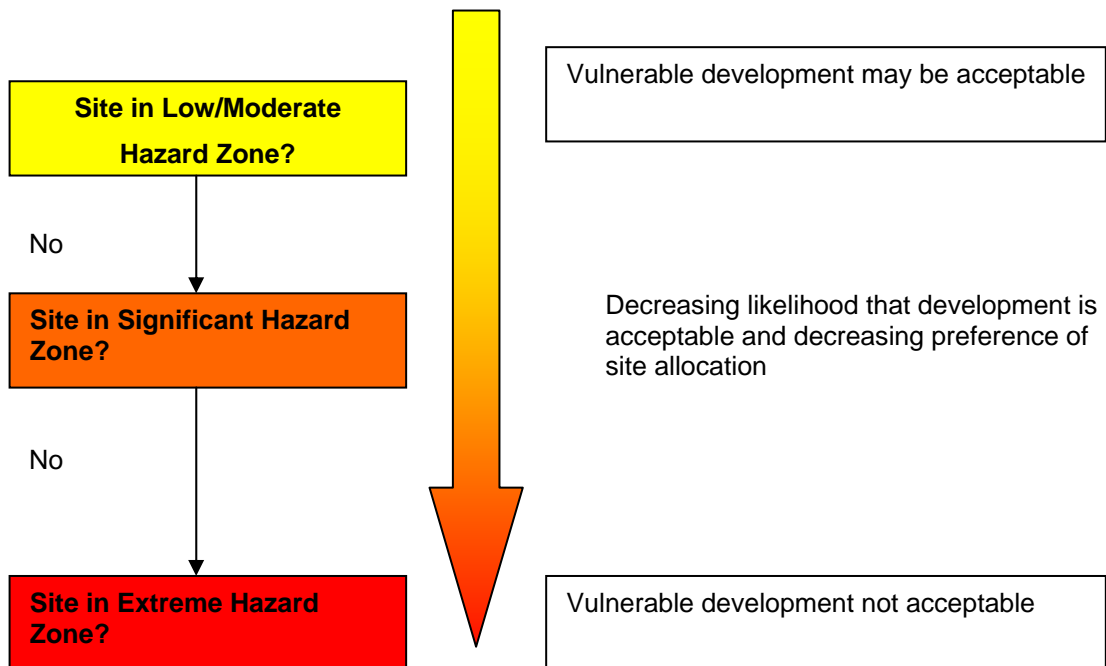 Vulnerable development may be acceptable
Site in Low/Moderate
Hazard Zone?
No
Site in Significant Hazard
Zone?
Decreasing likelihood that development is
acceptable and decreasing preference of
site allocation
No
Site in Extreme Hazard
Zone?
Vulnerable development not acceptable